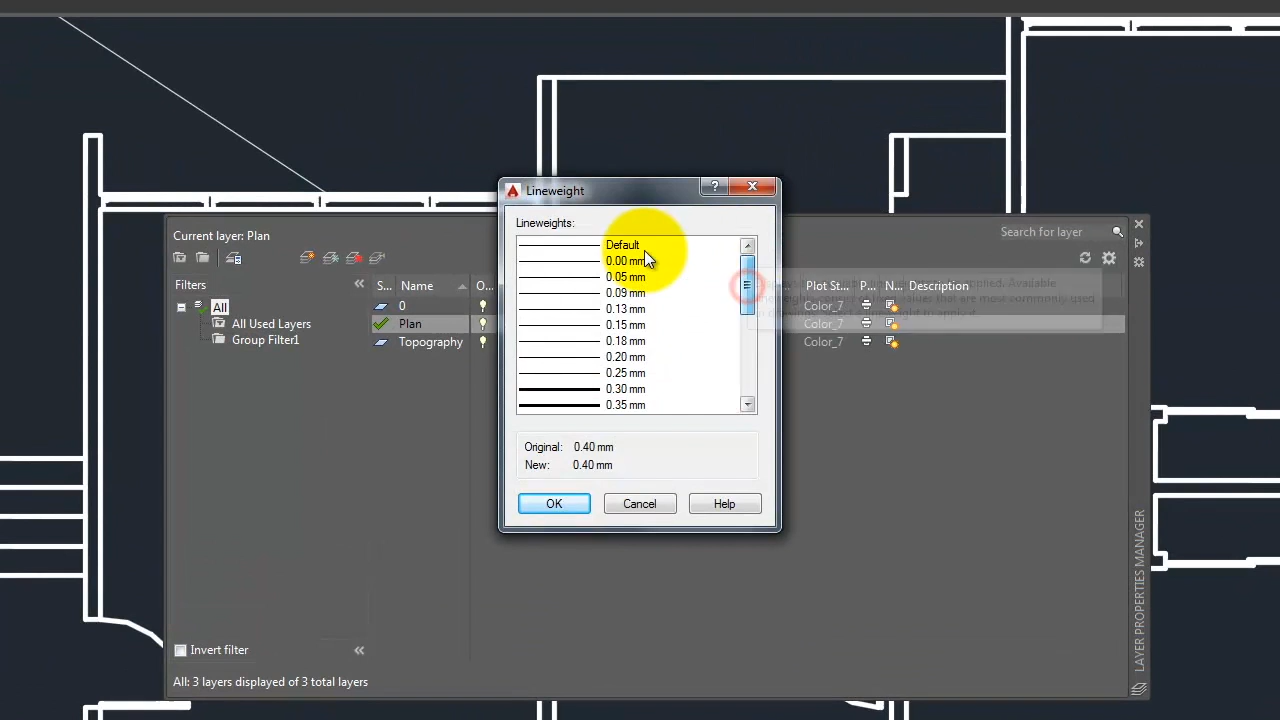 Lineweight
?
Lineweights:
Default
0.00 mm
0.05 mm
0.09 mm
0.13 mm
0.15 mm
0.18 mm
0.20 mm
0.25 mm
0.30 mm
0.35 mm
Original: 0.40 mm
New: 0.40 mm
OK Cancel Help
Current layer: Plan
Search for layer
Filters
All
All Used Layers
Group Filter1
S... Name O... Plot St... P... N... Description
0 Color_7
Plan Color_7
Topography Color_7
Invert filter
All: 3 layers displayed of 3 total layers
LAYER PROPERTIES MANAGER